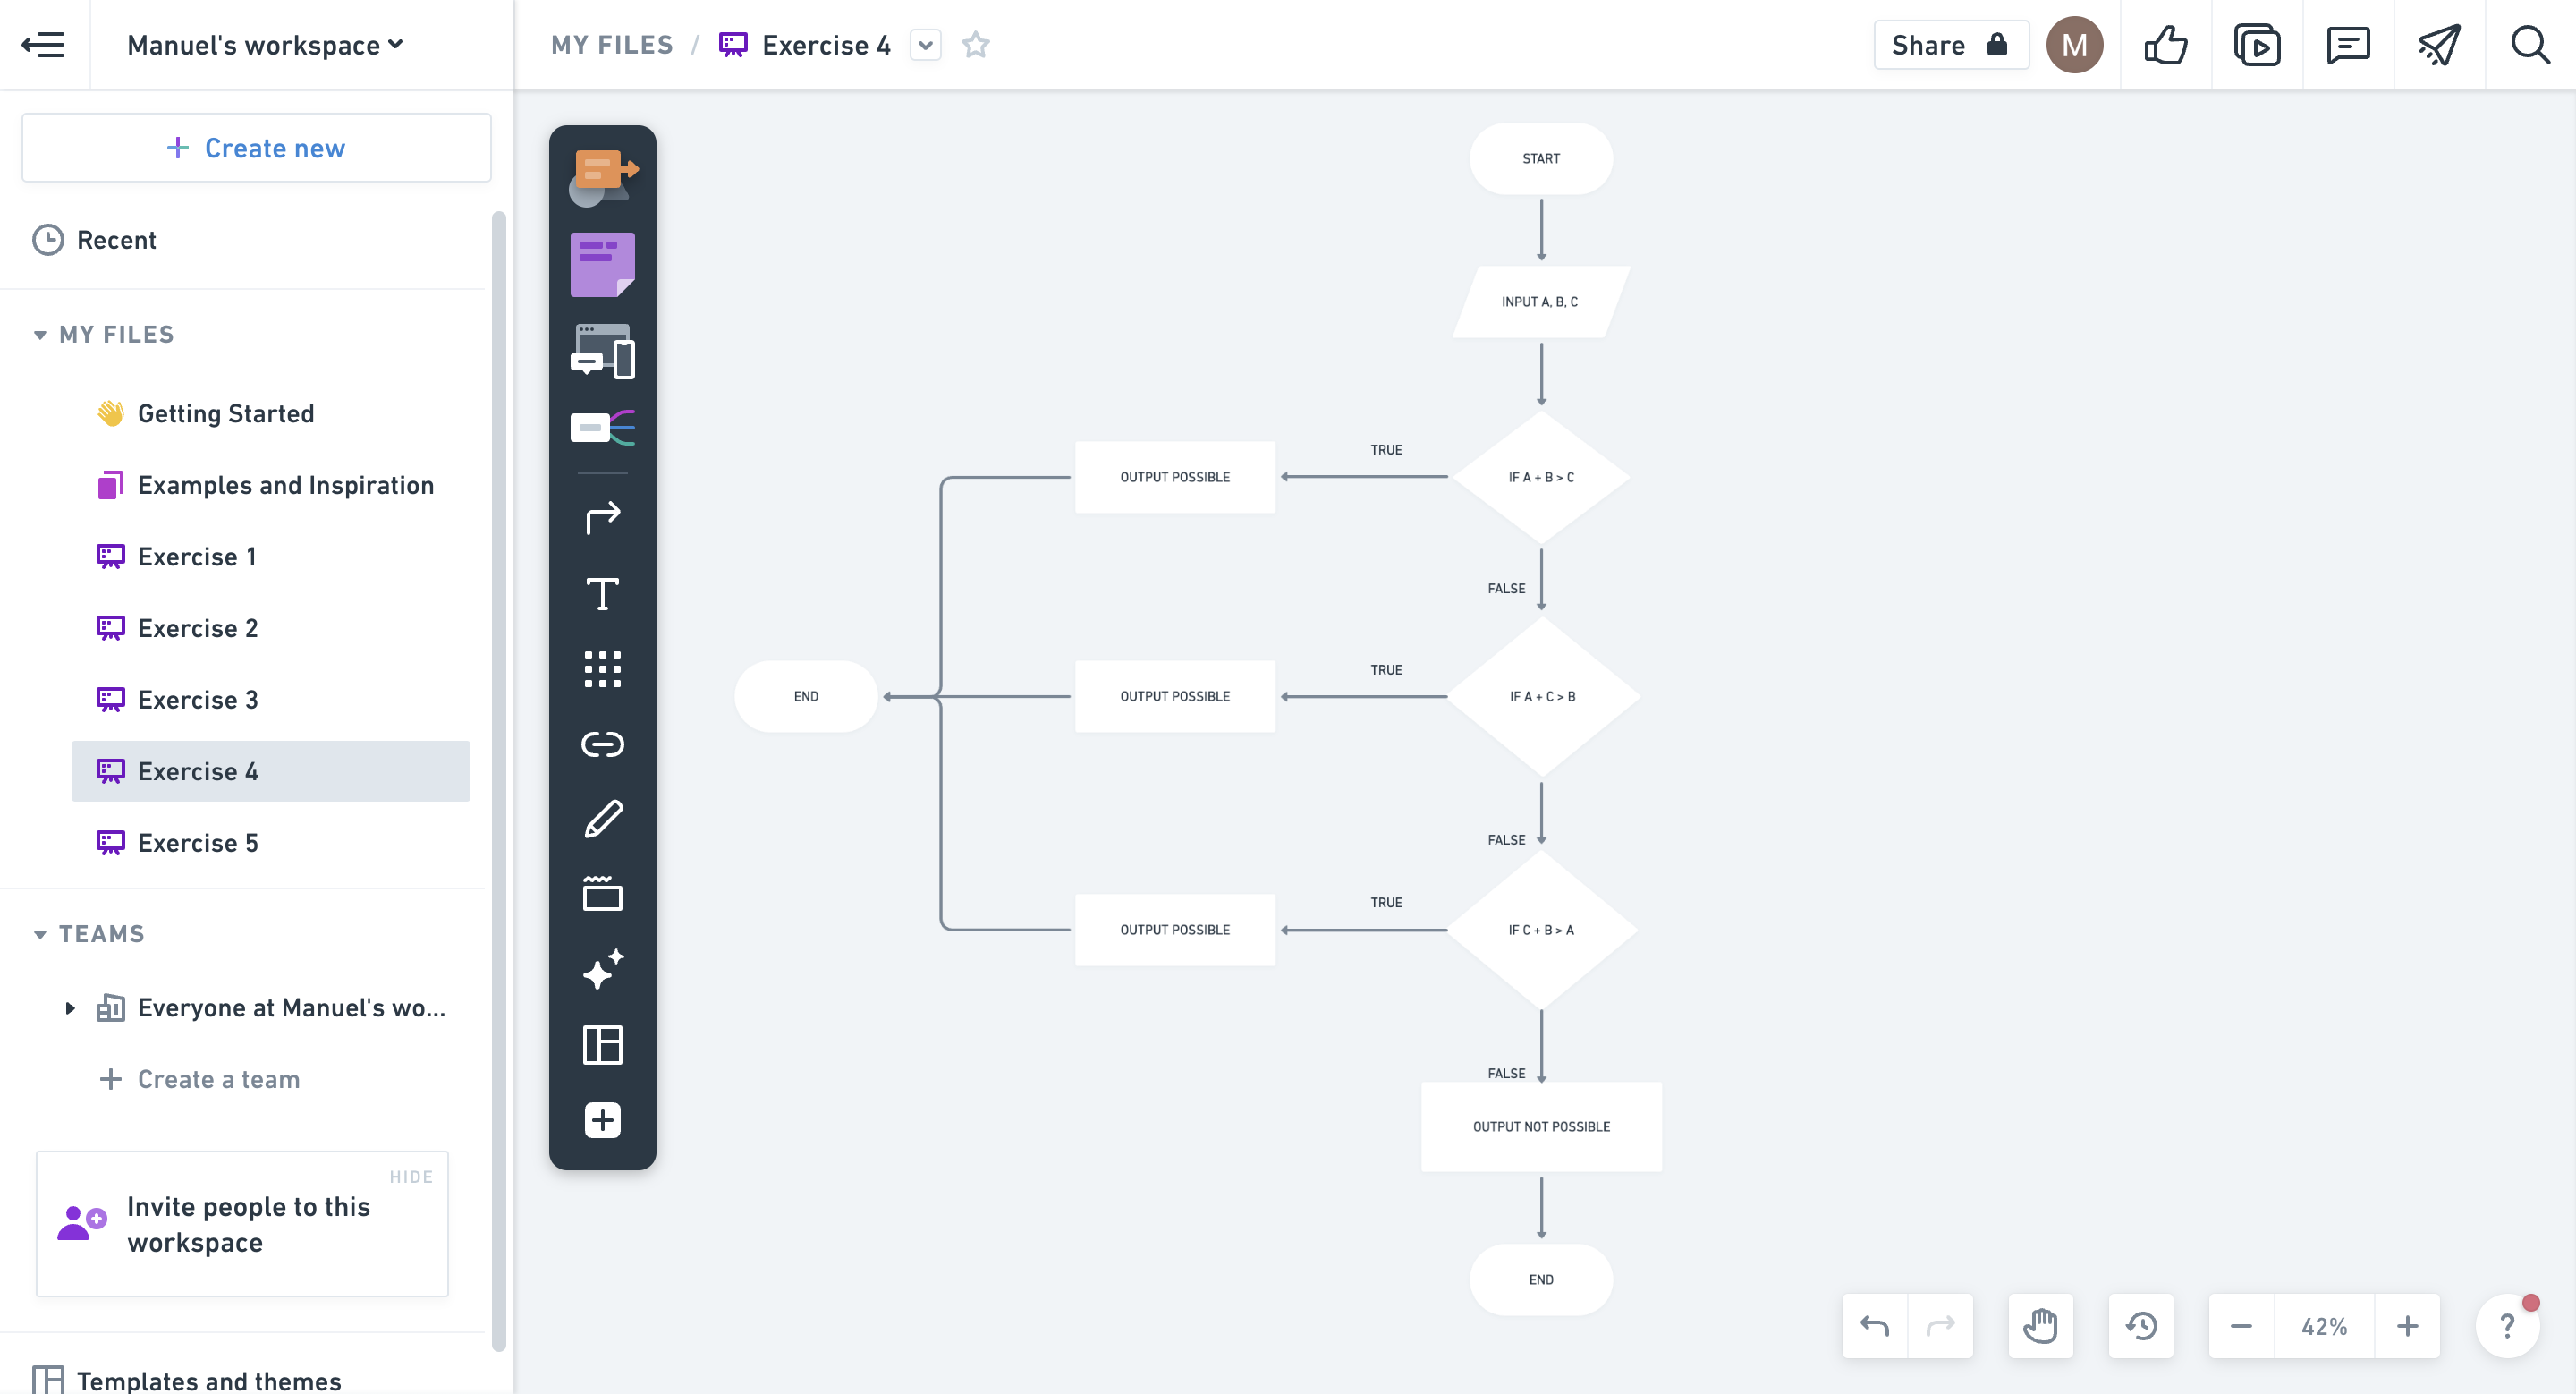 Manuel's workspace
MY FILES / Exercise 4
Share
M
Create new
Recent
MY FILES
Getting Started
Examples and Inspiration
Exercise 1
Exercise 2
Exercise 3
Exercise 4
Exercise 5
TEAMS
Everyone at Manuel's wo...
Create a team
HIDE
Invite people to this
workspace
Templates and themes
T
START
INPUT A, B, C
IF A + B > C
TRUE
OUTPUT POSSIBLE
FALSE
IF A + C > B
TRUE
OUTPUT POSSIBLE
END
FALSE
IF C + B > A
TRUE
OUTPUT POSSIBLE
FALSE
OUTPUT NOT POSSIBLE
END
42%
?